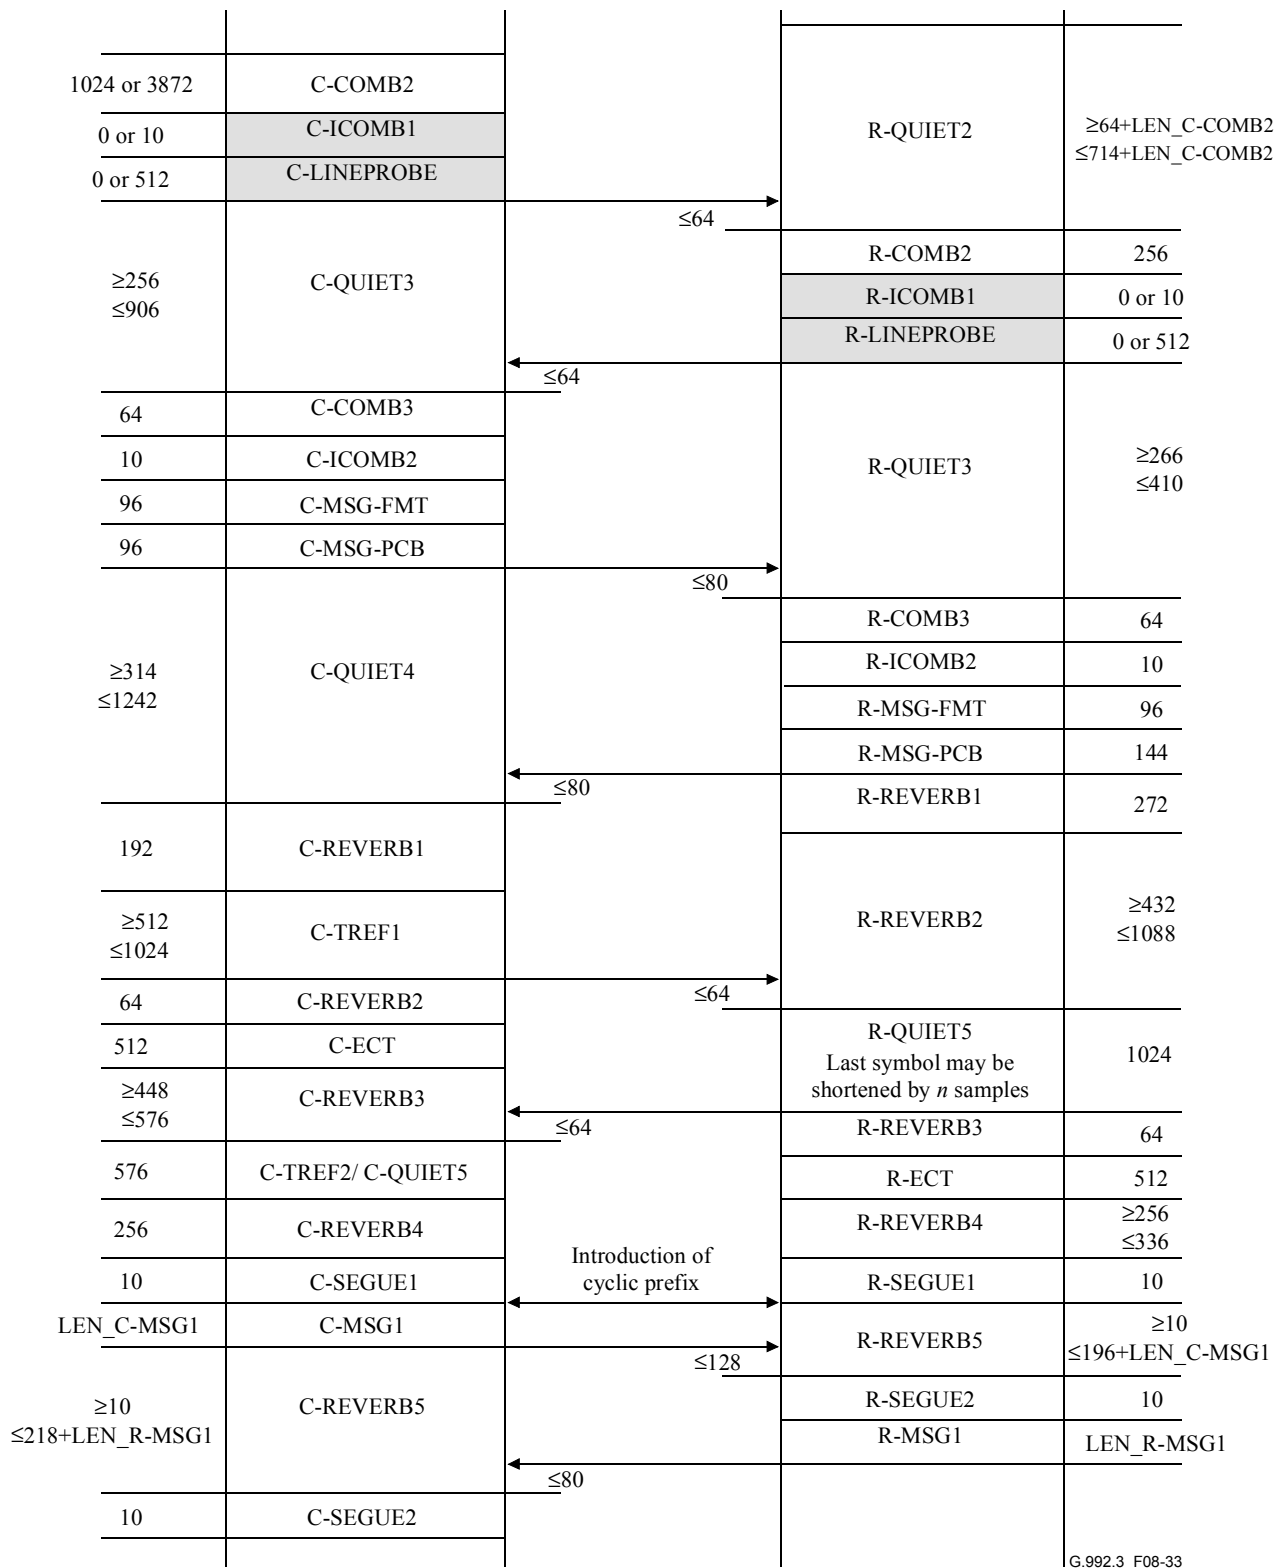 1024 or 3872
C-COMB2
0 or 10
C-ICOMB1
R-QUIET2
≥64+LEN_C-COMB2
≤714+LEN_C-COMB2
0 or 512
C-LINEPROBE
≤64
R-COMB2
256
≥256
≤906
C-QUIET3
R-ICOMB1
0 or 10
R-LINEPROBE
0 or 512
≤64
64
C-COMB3
10
C-ICOMB2
R-QUIET3
≥266
≤410
96
C-MSG-FMT
96
C-MSG-PCB
≤80
R-COMB3
64
≥314
≤1242
C-QUIET4
R-ICOMB2
10
R-MSG-FMT
96
R-MSG-PCB
144
≤80
R-REVERB1
272
192
C-REVERB1
≥512
≤1024
C-TREF1
R-REVERB2
≥432
≤1088
≤64
64
C-REVERB2
512
C-ECT
R-QUIET5
Last symbol may be
shortened by n samples
1024
≥448
≤576
C-REVERB3
≤64
R-REVERB3
64
576
C-TREF2/ C-QUIET5
R-ECT
512
256
C-REVERB4
R-REVERB4
≥256
≤336
Introduction of
cyclic prefix
10
C-SEGUE1
R-SEGUE1
10
LEN_C-MSG1
C-MSG1
R-REVERB5
≥10
≤196+LEN_C-MSG1
≤128
≥10
≤218+LEN_R-MSG1
C-REVERB5
R-SEGUE2
10
R-MSG1
LEN_R-MSG1
≤80
10
C-SEGUE2
G.992.3_F08-33